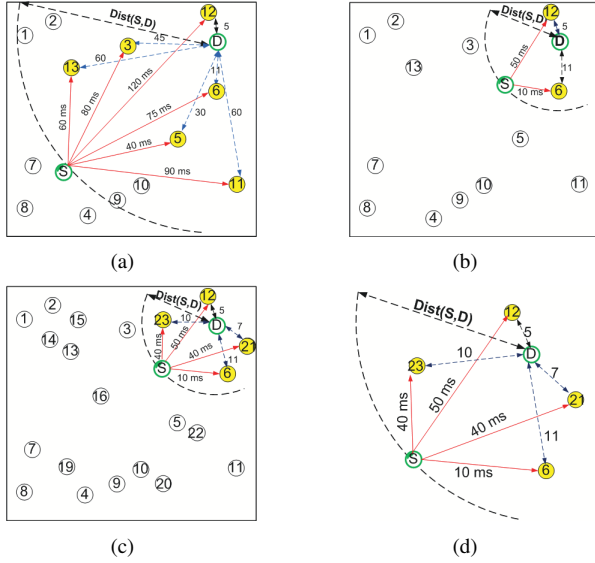 Dist(S,D)
12
5
2
1
3
45
D
13
60
120 ms
11
80 ms
60 ms
75 ms
6
30
60
5
40 ms
7
S
90 ms
10
11
9
8
4
(a)
12
Dist(S,D)
5
2
1
3
D
50 ms
13
11
S
10 ms
6
5
7
10
11
9
8
4
(b)
Dist(S,D)
12
5
2
1
15
3
23
10
D
7
14
13
40 ms
50 ms
40 ms
21
11
S
10 ms
6
16
5
22
7
19
10
11
9
20
8
4
(c)
Dist(S,D)
12
5
D
10
23
7
50 ms
40 ms
21
40 ms
11
S
10 ms
6
(d)